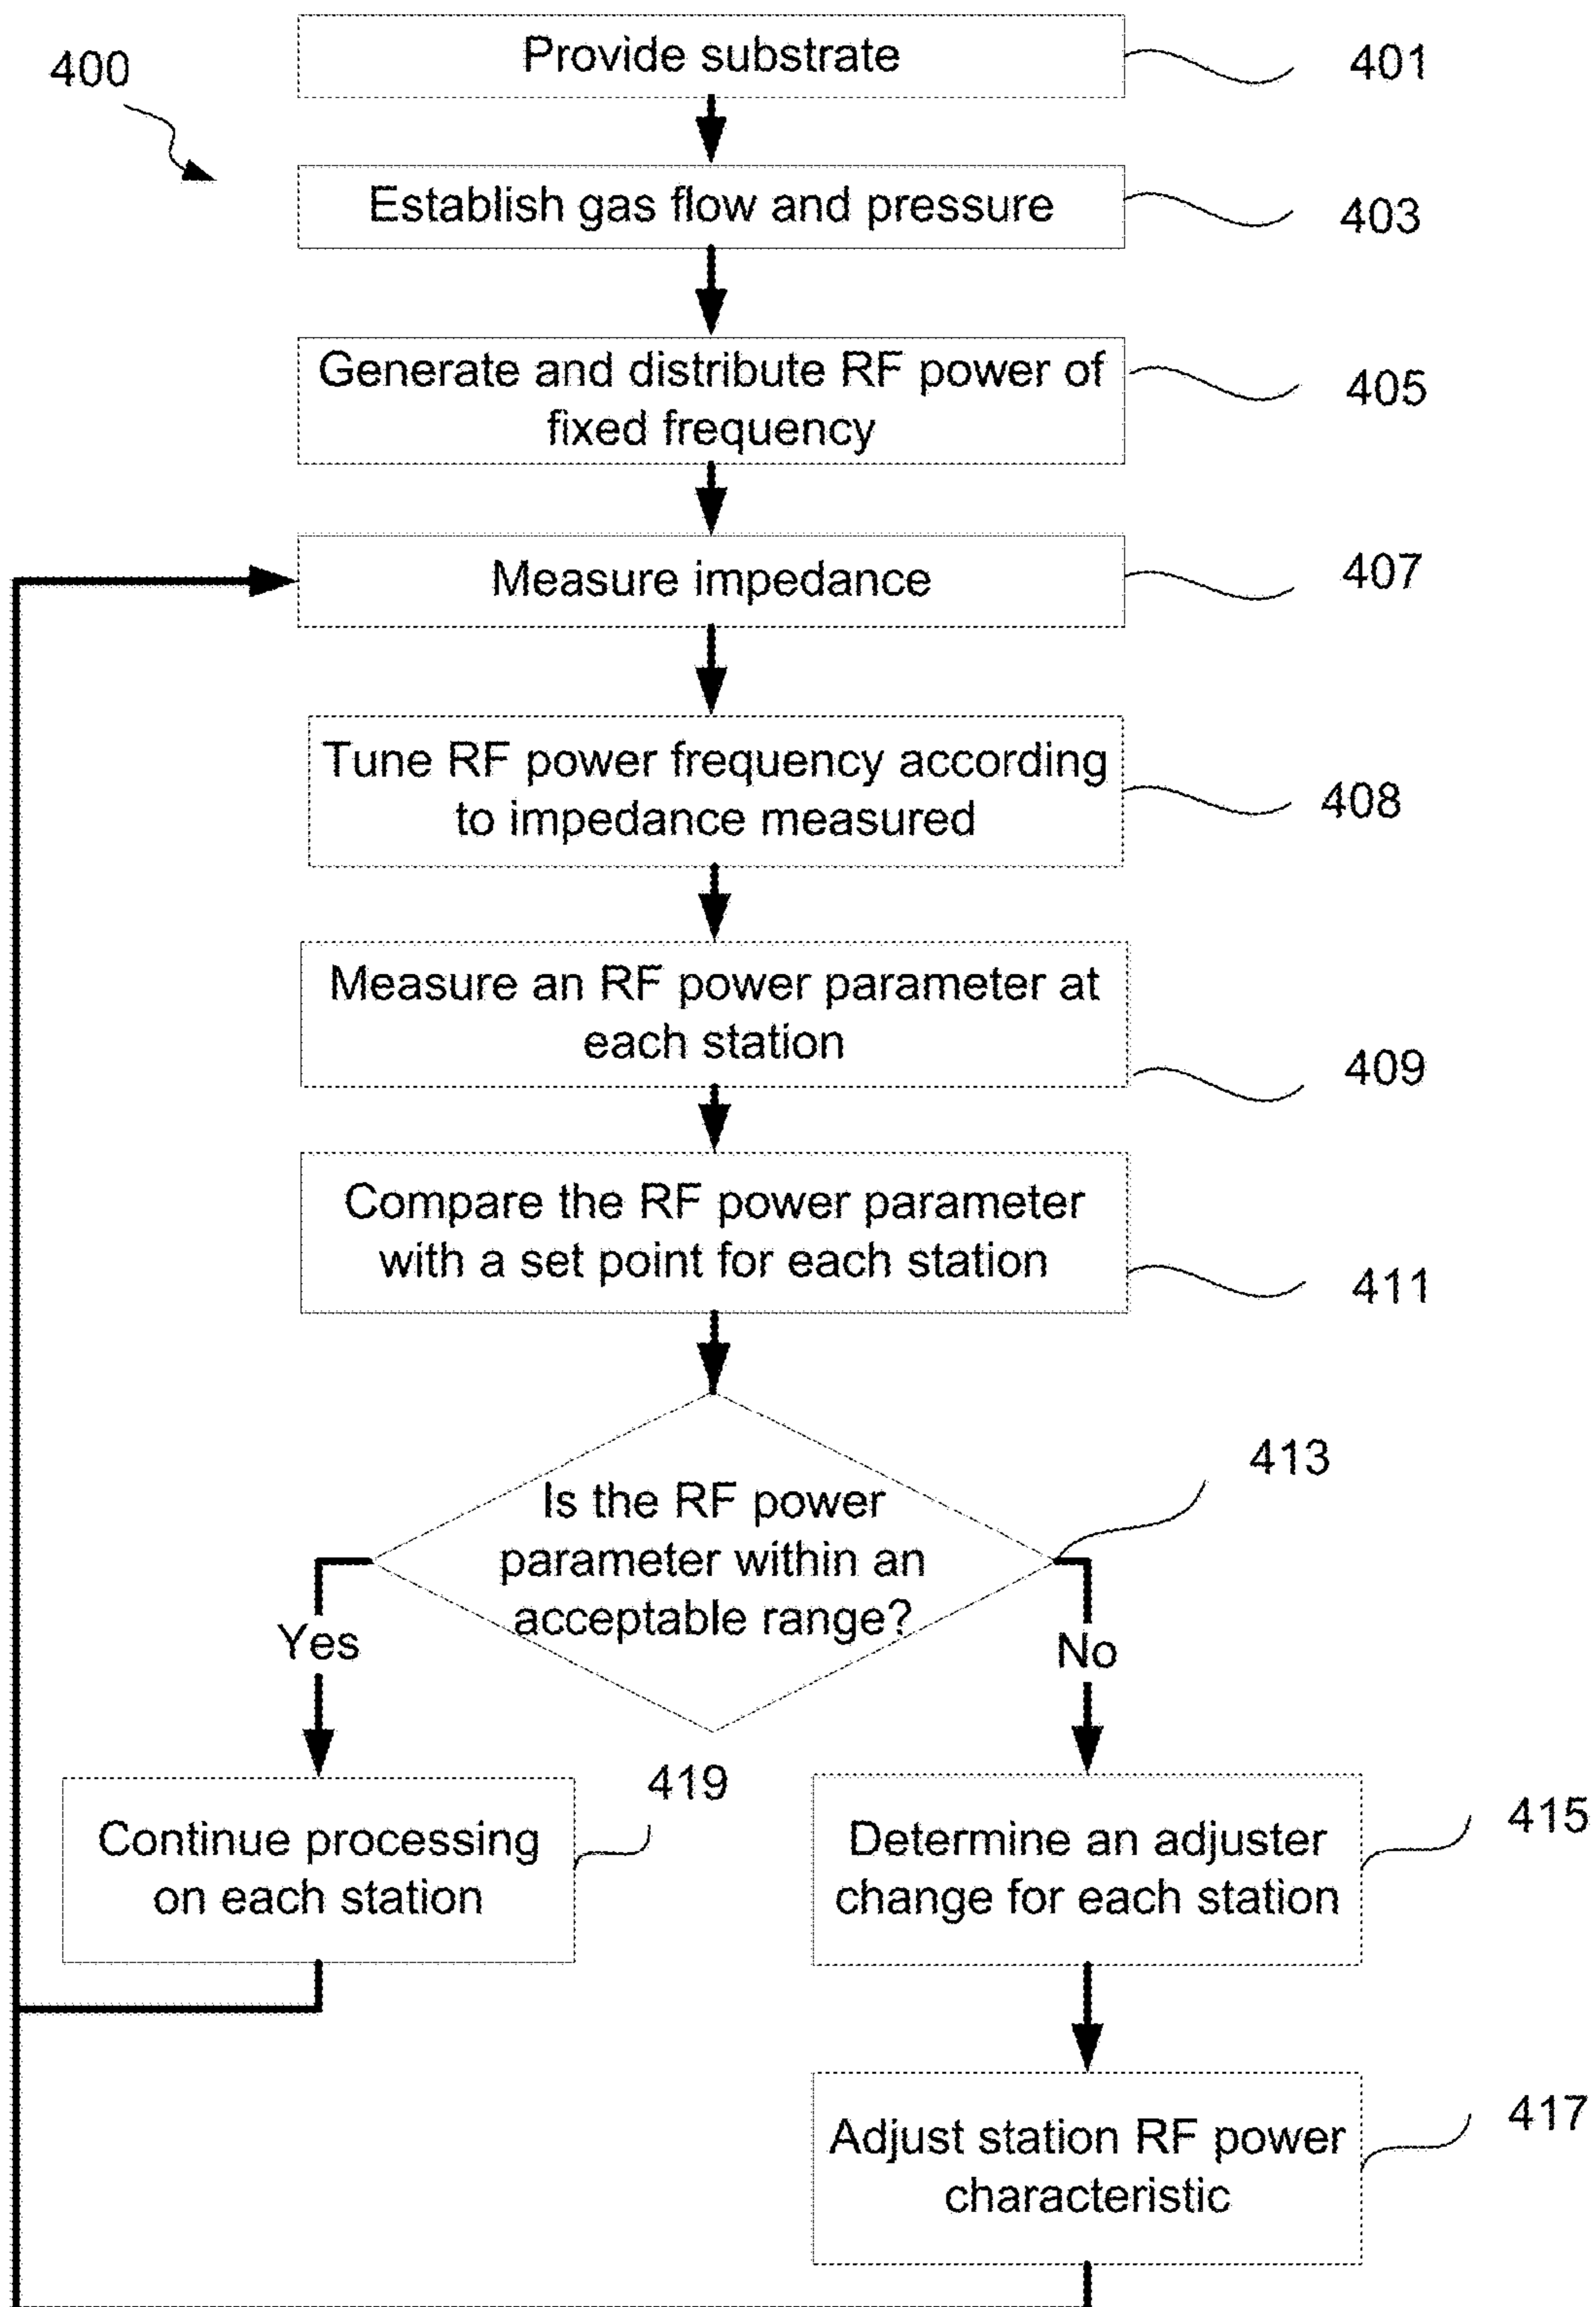 400
Provide substrate
401
Establish gas flow and pressure
403
Generate and distribute RF power of
fixed frequency
405
Measure impedance
407
Tune RF power frequency according
to impedance measured
408
Measure an RF power parameter at
each station
409
Compare the RF power parameter
with a set point for each station
411
Is the RF power
parameter within an
acceptable range?
413
Yes
No
Continue processing
on each station
419
Determine an adjuster
change for each station
415
Adjust station RF power
characteristic
417